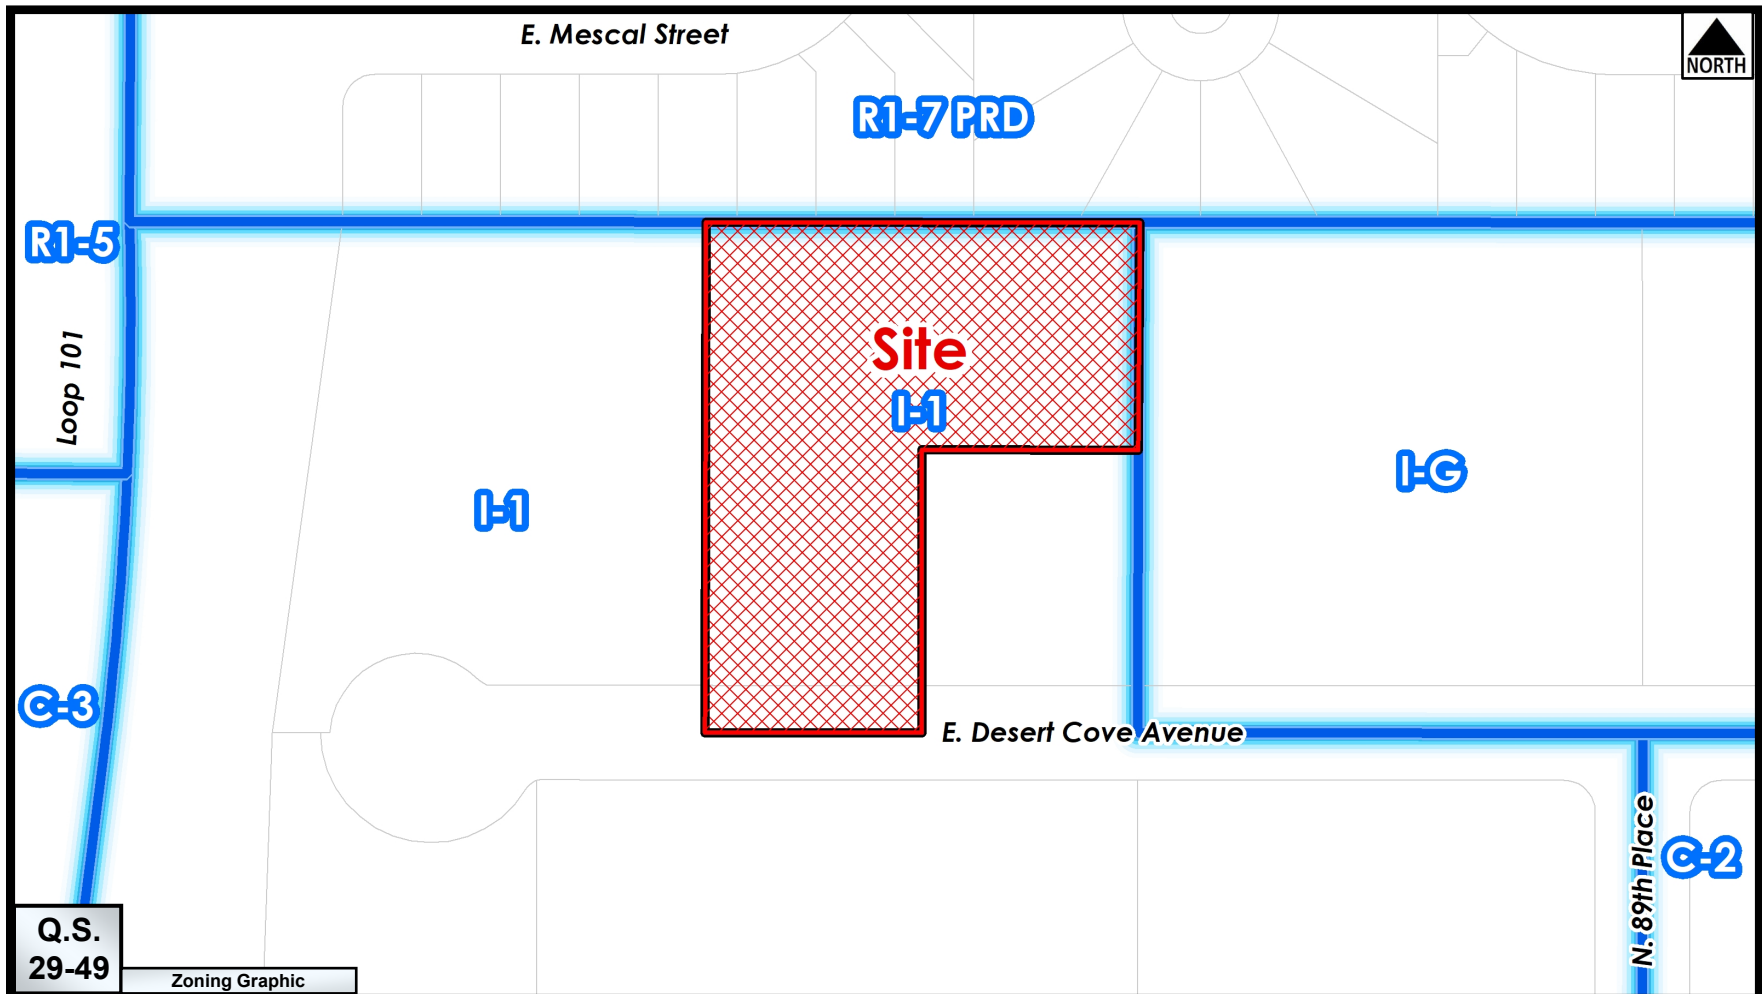 E. Mescal Street
NORTH
R1-7 PRD
R1-5
Loop 101
Site
I-1
I-1
I-G
C-3
E. Desert Cove Avenue
N. 89th Place
C-2
Q.S.
29-49
Zoning Graphic